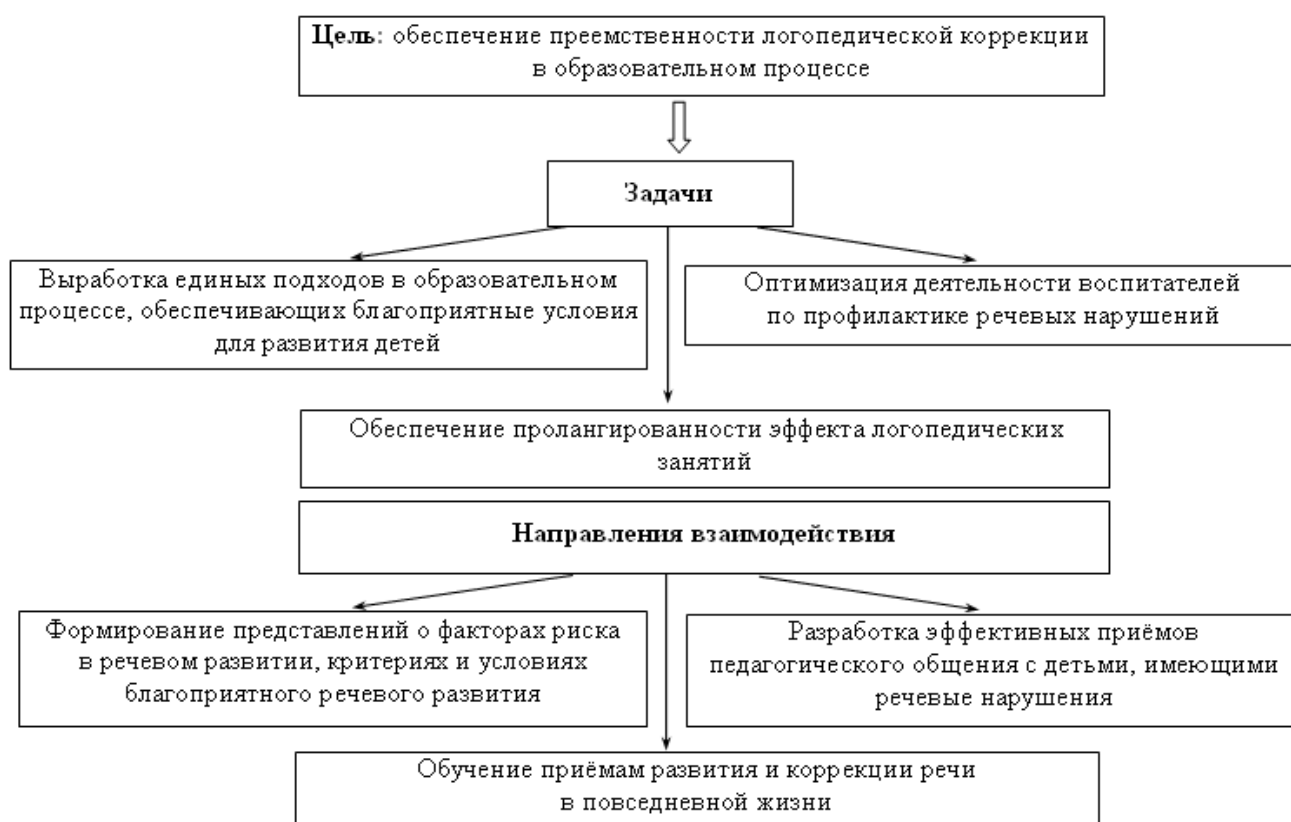 Цель: обеспечение преемственности логопедической коррекции
в образовательном процессе
Задачи
Выработка единых подходов в образовательном
процессе, обеспечивающих благоприятные условия
для развития детей
Оптимизация деятельности воспитателей
по профилактике речевых нарушений
Обеспечение пролангированности эффекта логопедических
занятий
Направления взаимодействия
Формирование представлений о факторах риска
в речевом развитии, критериях и условиях
благоприятного речевого развития
Разработка эффективных приёмов
педагогического общения с детьми, имеющими
речевые нарушения
Обучение приёмам развития и коррекции речи
в повседневной жизни